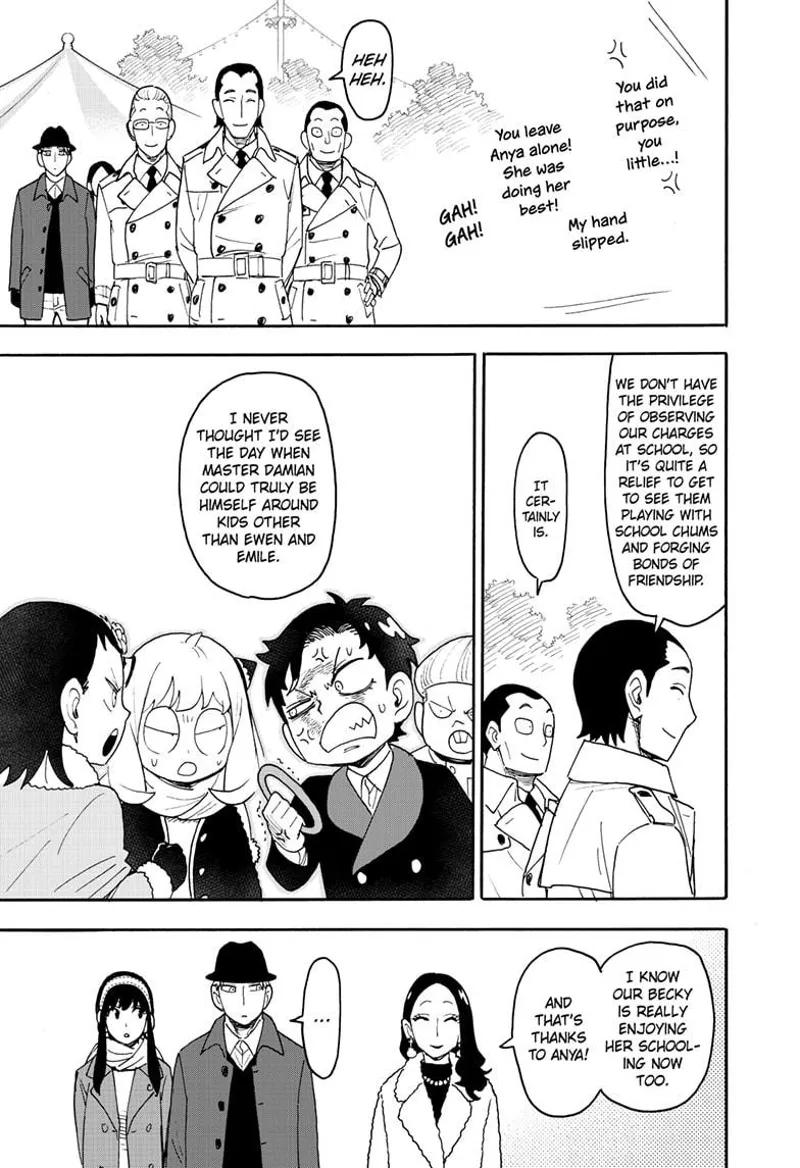 You did
that on
purpose,
you
little...!
You leave
Anya alone!
She was
doing her
best!
My hand
slipped.
GAH!
GAH!
HEH
HEH.
WE DON'T HAVE
THE PRIVILEGE
OF OBSERVING
OUR CHARGES
AT SCHOOL, SO
IT'S QUITE A
RELIEF TO GET
TO SEE THEM
PLAYING WITH
SCHOOL CHUMS
AND FORGING
BONDS OF
FRIENDSHIP.
IT
CER-
TAINLY
IS.
I NEVER
THOUGHT I'D SEE
THE DAY WHEN
MASTER DAMIAN
COULD TRULY BE
HIMSELF AROUND
KIDS OTHER
THAN EWEN AND
EMILE.
I KNOW
OUR BECKY
IS REALLY
ENJOYING
HER SCHOOL-
ING NOW
TOO.
AND
THAT'S
THANKS
TO ANYA!
...